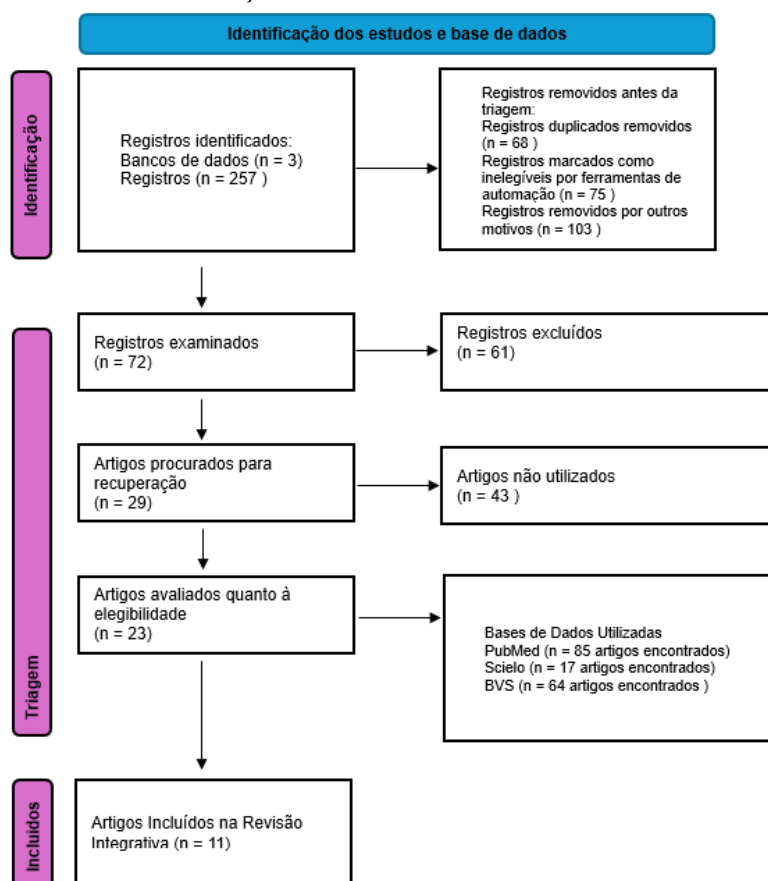 Identificação dos estudos e base de dados
Identificação
Registros identificados:
Bancos de dados (n = 3)
Registros (n = 257 )
Registros removidos antes da
triagem:
Registros duplicados removidos
(n = 68 )
Registros marcados como
inelegíveis por ferramentas de
automação (n = 75 )
Registros removidos por outros
motivos (n = 103 )
Triagem
Registros examinados
(n = 72)
Registros excluídos
(n = 61)
Artigos procurados para
recuperação
(n = 29)
Artigos não utilizados
(n = 43 )
Artigos avaliados quanto à
elegibilidade
(n = 23)
Bases de Dados Utilizadas
PubMed (n = 85 artigos encontrados)
Scielo (n = 17 artigos encontrados)
BVS (n = 64 artigos encontrados )
Incluidos
Artigos Incluídos na Revisão
Integrativa (n = 11)